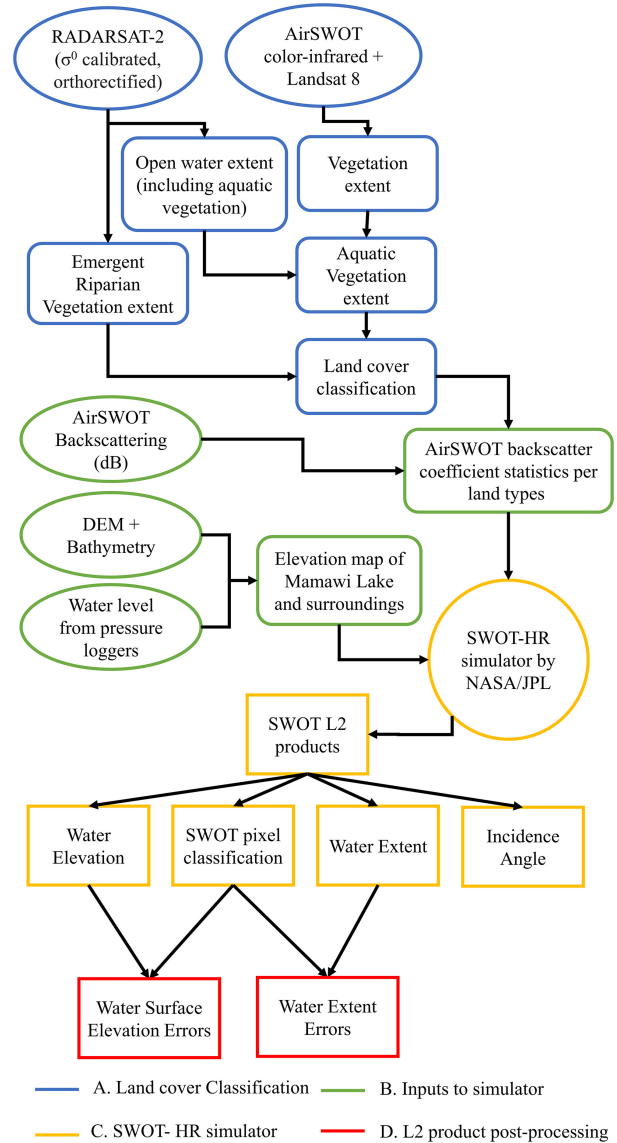 RADARSAT-2
(σ⁰ calibrated,
orthorectified)
AirSWOT
color-infrared +
Landsat 8
Open water extent
(including aquatic
vegetation)
Vegetation
extent
Emergent
Riparian
Vegetation extent
Aquatic
Vegetation
extent
Land cover
classification
AirSWOT
Backscattering
(dB)
AirSWOT backscatter
coefficient statistics per
land types
DEM +
Bathymetry
Elevation map of
Mamawi Lake
and surroundings
Water level
from pressure
loggers
SWOT-HR
simulator by
NASA/JPL
SWOT L2
products
Water
Elevation
SWOT pixel
classification
Water Extent
Incidence
Angle
Water Surface
Elevation Errors
Water Extent
Errors
A. Land cover Classification
B. Inputs to simulator
C. SWOT- HR simulator
D. L2 product post-processing